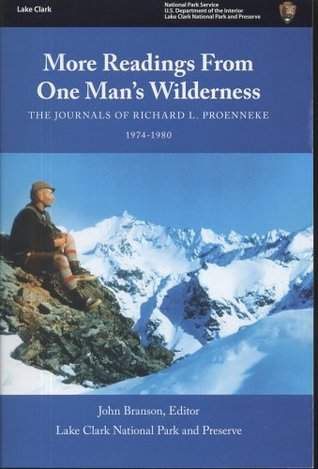 Lake Clark
National Park Service
U.S. Department of the Interior
Lake Clark National Park and Preserve
More Readings From
One Man's Wilderness
THE JOURNALS OF RICHARD L. PROENNEKE
1974-1980
John Branson, Editor
Lake Clark National Park and Preserve